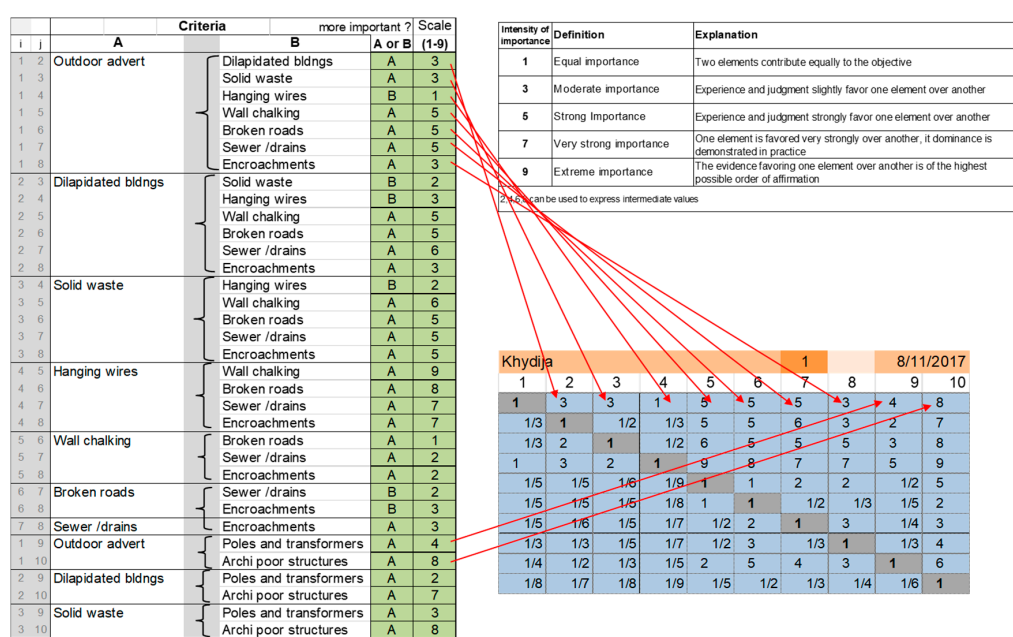 Criteria more important ? Scale
i j A B A or B (1-9)
1 2 Outdoor advert Dilapidated bldngs A 3
1 3 Solid waste A 3
1 4 Hanging wires B 1
1 5 Wall chalking A 5
1 6 Broken roads A 5
1 7 Sewer /drains A 5
1 8 Encroachments A 3
2 3 Dilapidated bldngs Solid waste B 2
2 4 Hanging wires B 3
2 5 Wall chalking A 5
2 6 Broken roads A 5
2 7 Sewer /drains A 6
2 8 Encroachments A 3
3 4 Solid waste Hanging wires B 2
3 5 Wall chalking A 6
3 6 Broken roads A 5
3 7 Sewer /drains A 5
3 8 Encroachments A 5
4 5 Hanging wires Wall chalking A 9
4 6 Broken roads A 8
4 7 Sewer /drains A 7
4 8 Encroachments A 7
5 6 Wall chalking Broken roads A 1
5 7 Sewer /drains A 2
5 8 Encroachments A 2
6 7 Broken roads Sewer /drains B 2
6 8 Encroachments B 3
7 8 Sewer /drains Encroachments A 3
1 9 Outdoor advert Poles and transformers A 4
1 10 Archi poor structures A 8
2 9 Dilapidated bldngs Poles and transformers A 2
2 10 Archi poor structures A 7
3 9 Solid waste Poles and transformers A 3
3 10 Archi poor structures A 8
Intensity of importance Definition Explanation
1 Equal importance Two elements contribute equally to the objective
3 Moderate importance Experience and judgment slightly favor one element over another
5 Strong Importance Experience and judgment strongly favor one element over another
7 Very strong importance One element is favored very strongly over another, it dominance is
demonstrated in practice
9 Extreme importance The evidence favoring one element over another is of the highest
possible order of affirmation
2,4,6,8 can be used to express intermediate values
Khydija 1 8/11/2017
1 2 3 4 5 6 7 8 9 10
1 3 3 1 5 5 5 3 4 8
1/3 1 1/2 1/3 5 5 6 3 2 7
1/3 2 1 1/2 6 5 5 5 3 8
1 3 2 1 9 8 7 7 5 9
1/5 1/5 1/6 1/9 1 1 2 2 1/2 5
1/5 1/5 1/5 1/8 1 1 1/2 1/3 1/5 2
1/5 1/6 1/5 1/7 1/2 2 1 3 1/4 3
1/3 1/3 1/5 1/7 1/2 3 1/3 1 1/3 4
1/4 1/2 1/3 1/5 2 5 4 3 1 6
1/8 1/7 1/8 1/9 1/5 1/2 1/3 1/4 1/6 1